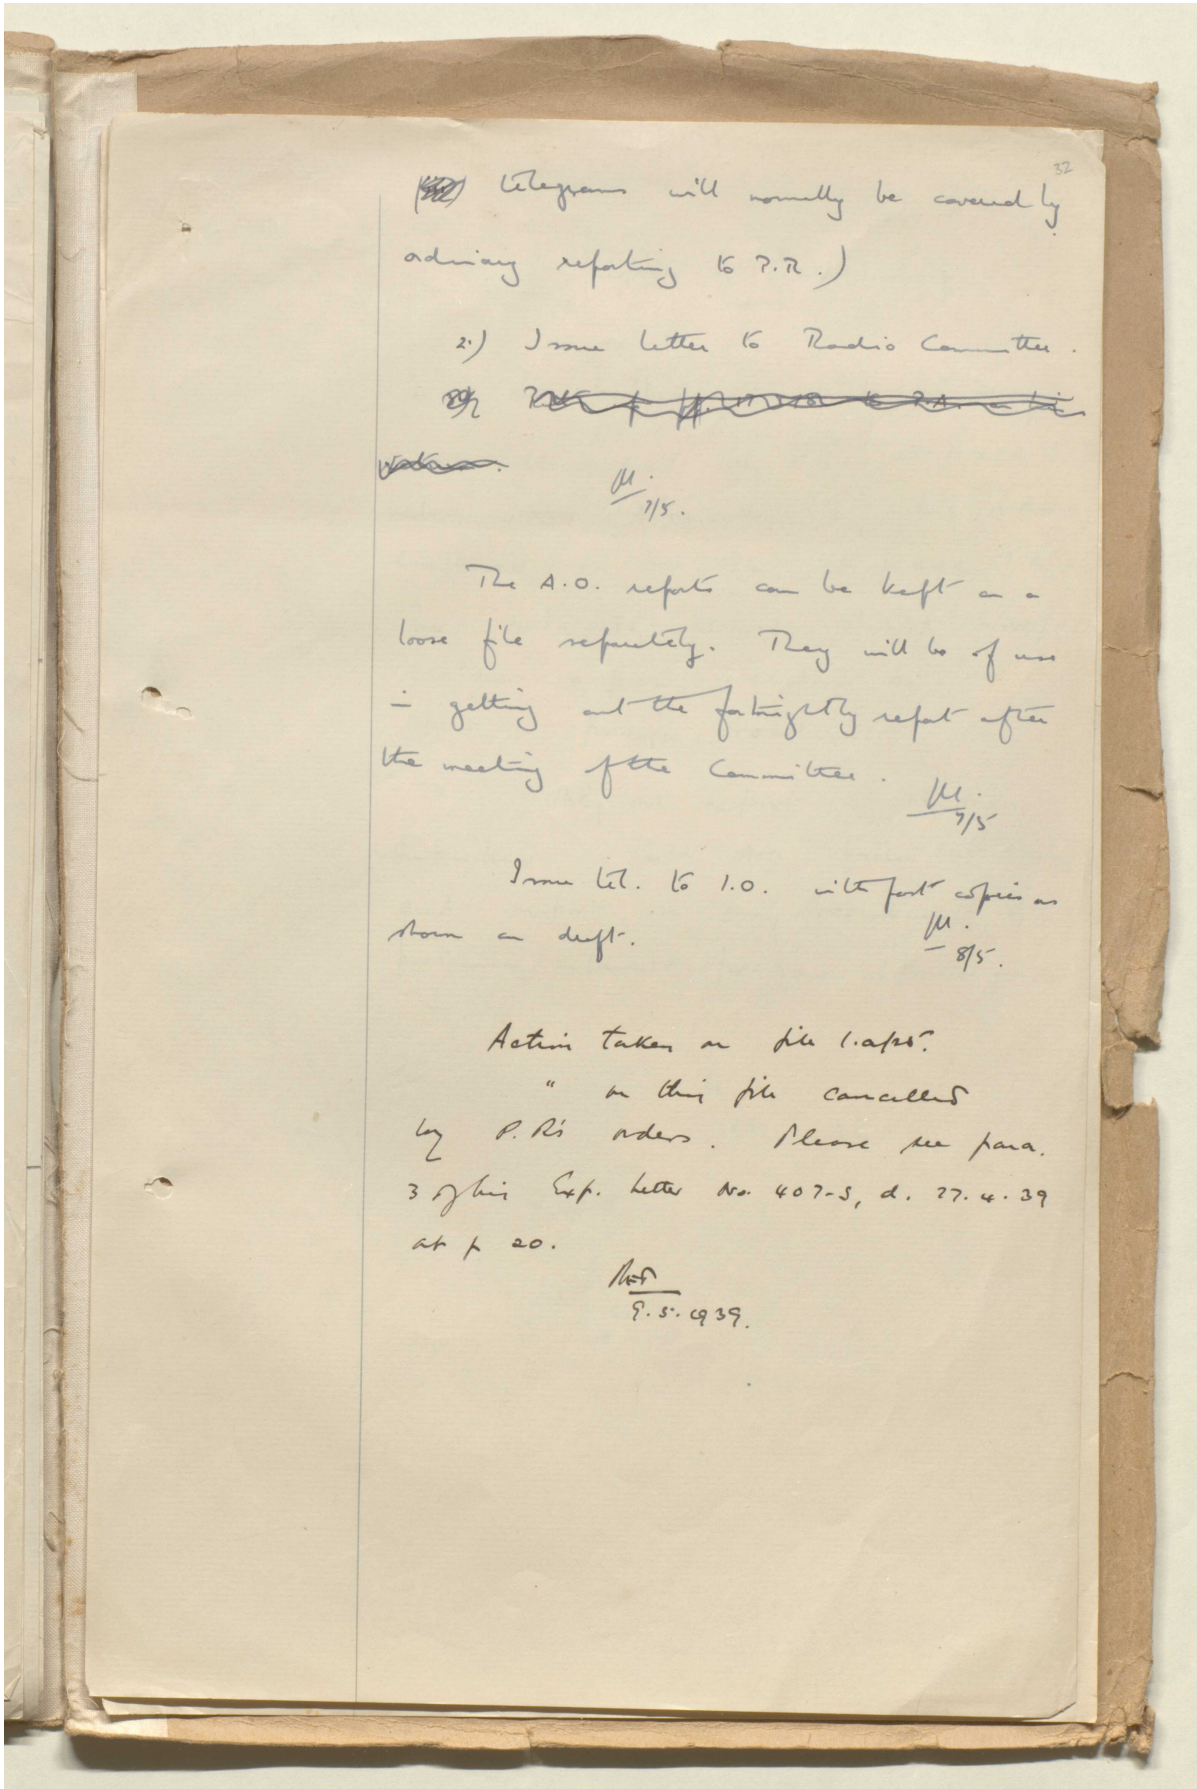 32
telegrams will normally be covered by
ordinary reporting to P.R.)
2.) Issue letter to Radio Committee.
7/5.
The A.O. reports can be kept on a
loose file separately. They will be of use
in getting out the fortnightly report after
the meeting of the Committee.
7/5
Issue tel. to I.O. with post copies as
shown on draft.
8/5.
Action taken on file
" on this file cancelled
by P.R's orders. Please see para.
3 of his Exp. Letter No. 407-S, d. 27.4.39
at p 20.
9.5.1939.